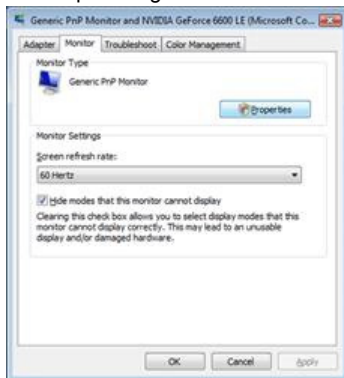 Generic PnP Monitor and NVIDIA GeForce 6600 LE (Microsoft Co...
Adapter Monitor Troubleshoot Color Management
Monitor Type
Generic PnP Monitor
Properties
Monitor Settings
Screen refresh rate:
60 Hertz
Hide modes that this monitor cannot display
Clearing this check box allows you to select display modes that this
monitor cannot display correctly. This may lead to an unusable
display and/or damaged hardware.
OK Cancel Apply